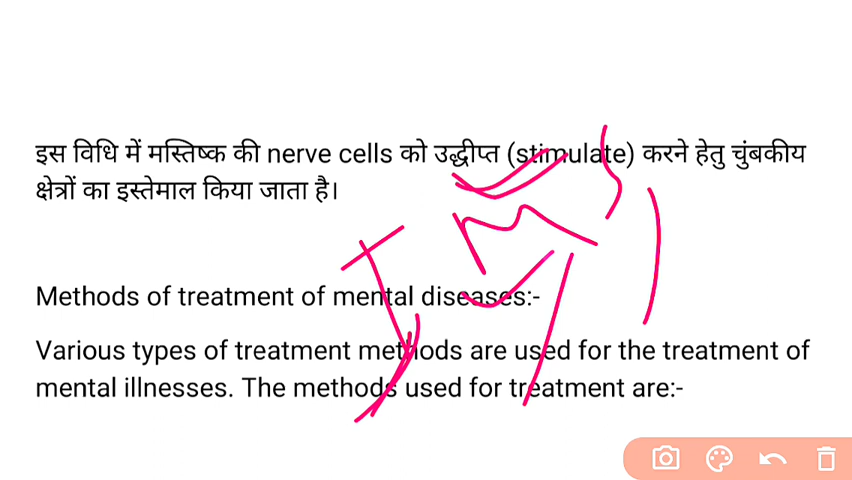 इस विधि में मस्तिष्क की nerve cells को उद्धीप्त (stimulate) करने हेतु चुंबकीय
क्षेत्रों का इस्तेमाल किया जाता है।
Methods of treatment of mental diseases:-
Various types of treatment methods are used for the treatment of
mental illnesses. The methods used for treatment are:-